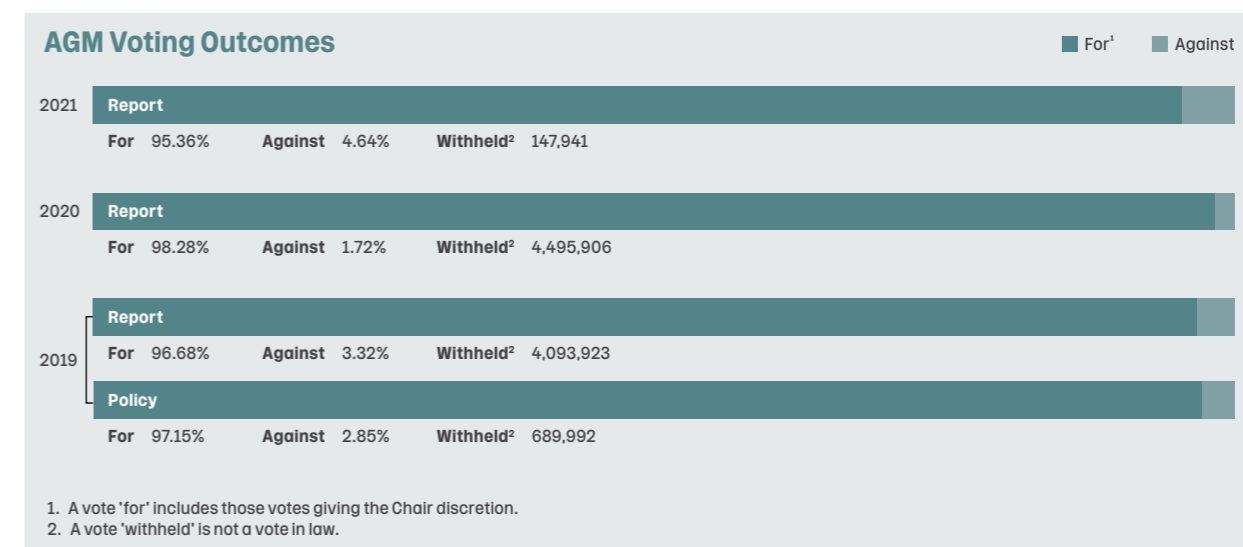 AGM Voting Outcomes
For¹ Against
2021 Report
For 95.36% Against 4.64% Withheld² 147,941
2020 Report
For 98.28% Against 1.72% Withheld² 4,495,906
2019
Report
For 96.68% Against 3.32% Withheld² 4,093,923
Policy
For 97.15% Against 2.85% Withheld² 689,992
1. A vote 'for' includes those votes giving the Chair discretion.
2. A vote 'withheld' is not a vote in law.